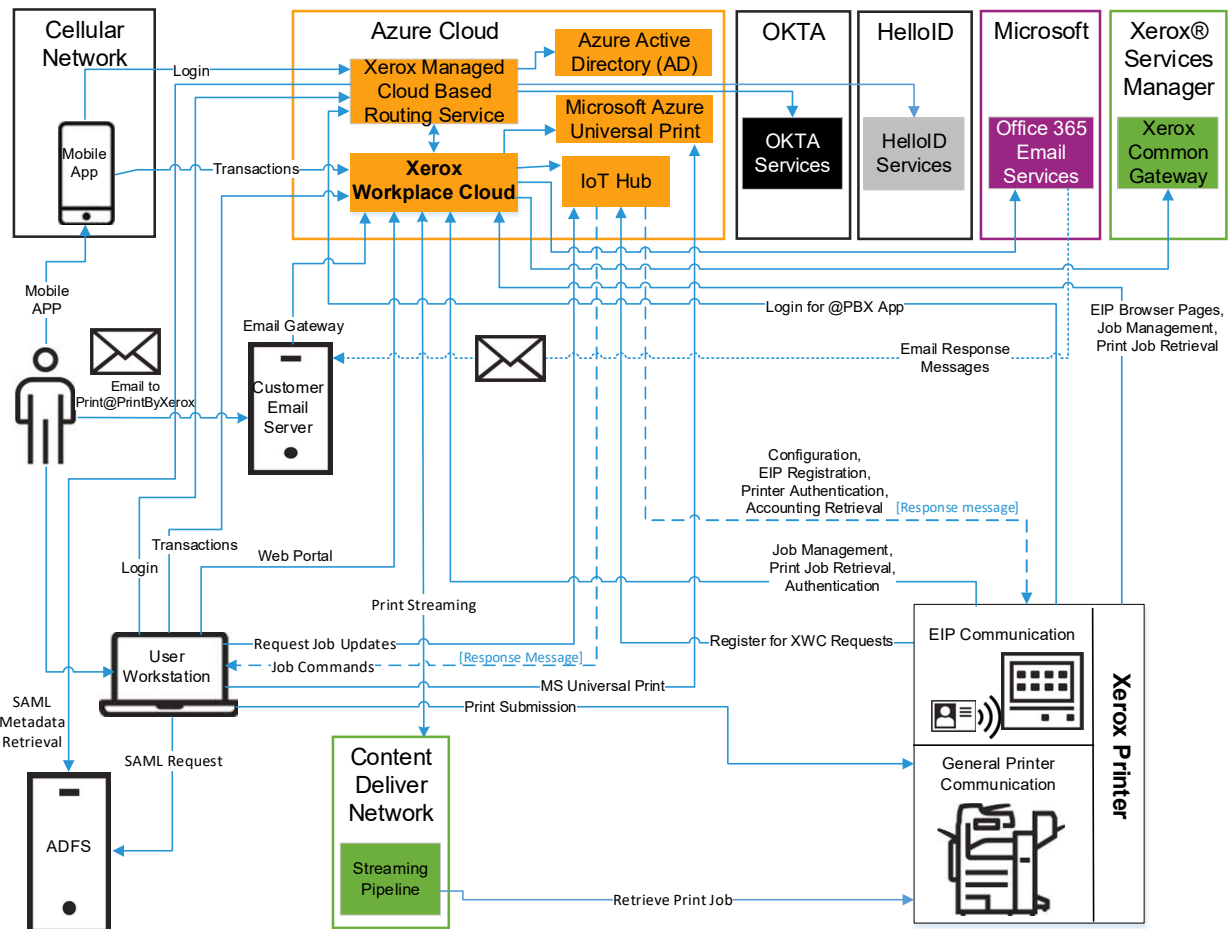 Cellular
Network
Azure Cloud
OKTA
HelloID
Microsoft
Xerox®
Services
Manager
Azure Active
Directory (AD)
Login
Xerox Managed
Cloud Based
Routing Service
Microsoft Azure
Universal Print
Mobile
App
Transactions
Xerox
Workplace Cloud
IoT Hub
OKTA
Services
HelloID
Services
Office 365
Email
Services
Xerox
Common
Gateway
Mobile
APP
Login for @PBX App
EIP Browser Pages,
Job Management,
Print Job Retrieval
Email Gateway
Email Response
Messages
Email to
Print@PrintByXerox
Customer
Email
Server
Configuration,
EIP Registration,
Printer Authentication,
Accounting Retrieval
[Response message]
Transactions
Login
Web Portal
Job Management,
Print Job Retrieval,
Authentication
Print Streaming
User
Workstation
Request Job Updates
Job Commands
[Response Message]
Register for XWC Requests
EIP Communication
MS Universal Print
Print Submission
Xerox Printer
SAML
Metadata
Retrieval
SAML Request
Content
Deliver
Network
General Printer
Communication
ADFS
Streaming
Pipeline
Retrieve Print Job